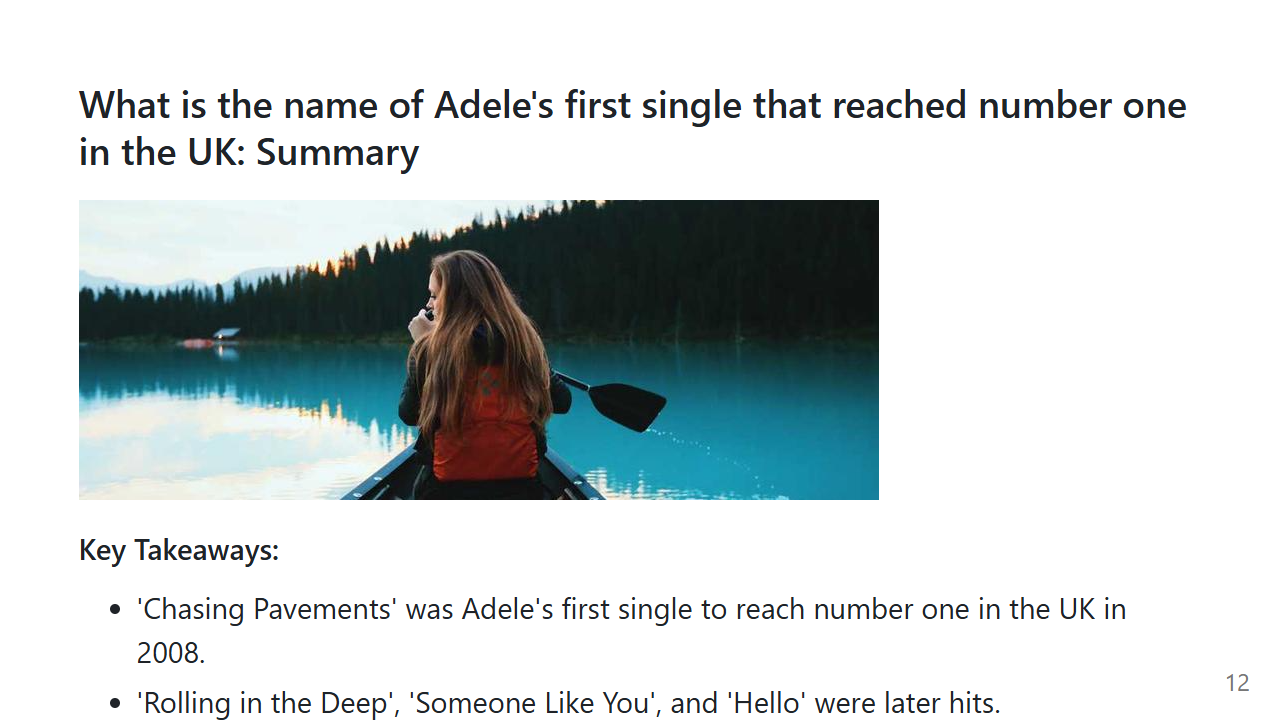 What is the name of Adele's first single that reached number one
in the UK: Summary
Key Takeaways:
• 'Chasing Pavements' was Adele's first single to reach number one in the UK in
2008.
• 'Rolling in the Deep', 'Someone Like You', and 'Hello' were later hits.
12